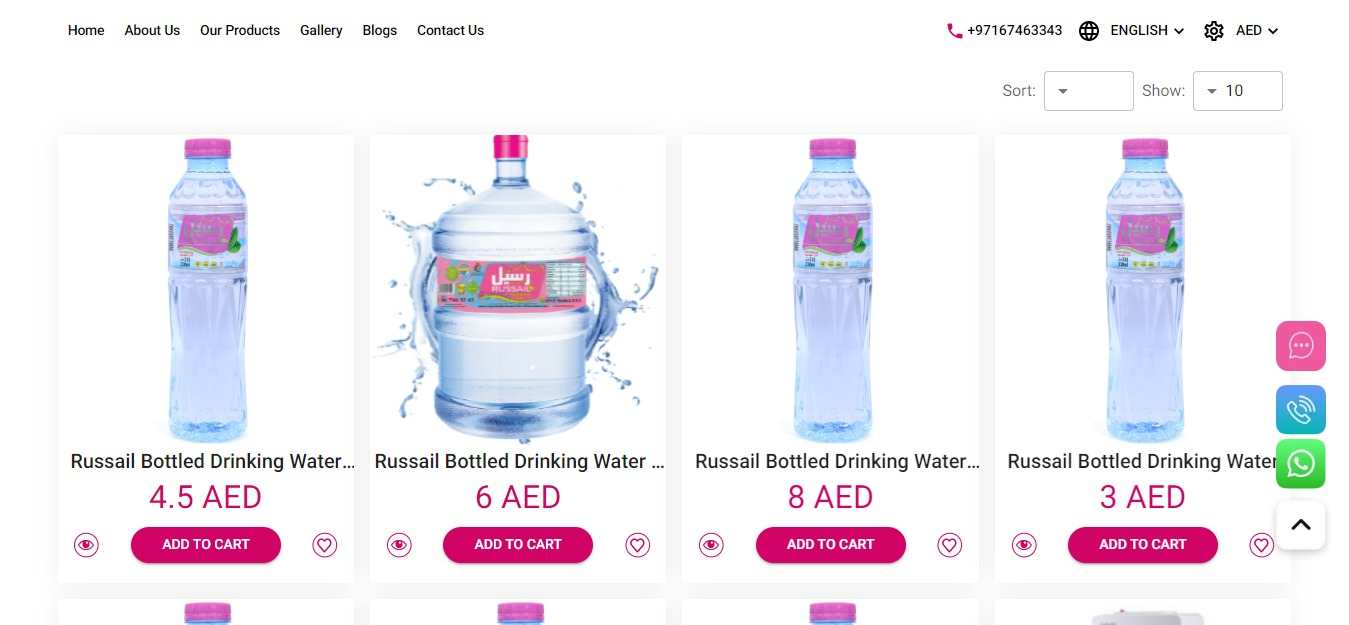 Home About Us Our Products Gallery Blogs Contact Us +97167463343 ENGLISH AED
Sort: Show: 10
رسيل
RUSSAIL
Russail Bottled Drinking Water...
4.5 AED
ADD TO CART
Russail Bottled Drinking Water ...
6 AED
ADD TO CART
Russail Bottled Drinking Water...
8 AED
ADD TO CART
Russail Bottled Drinking Water
3 AED
ADD TO CART